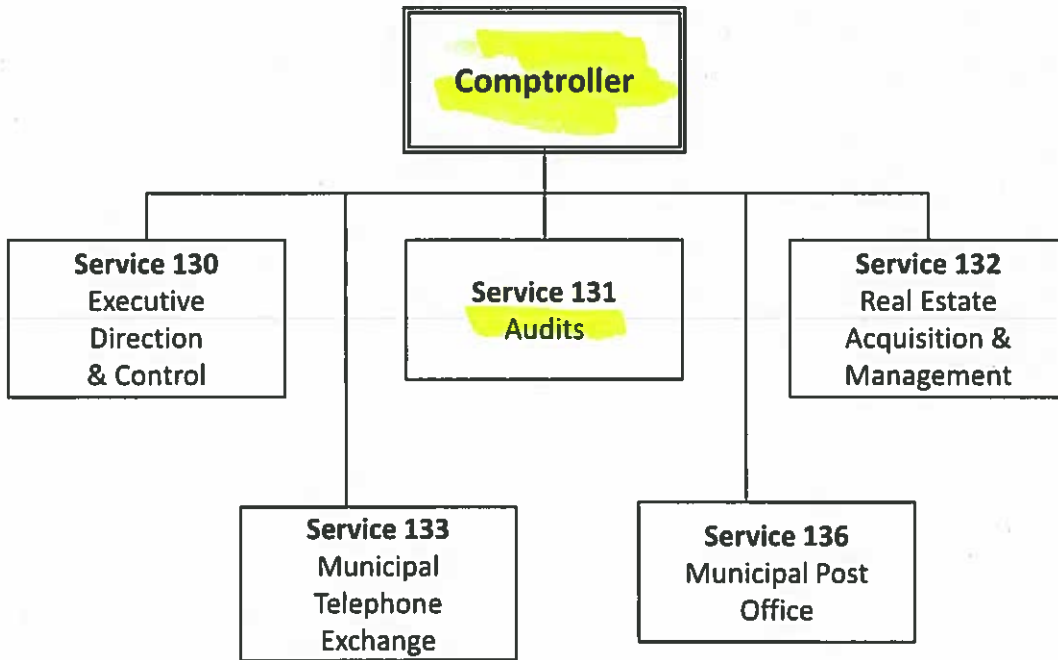 Comptroller
Service 130
Executive
Direction
& Control
Service 131
Audits
Service 132
Real Estate
Acquisition &
Management
Service 133
Municipal
Telephone
Exchange
Service 136
Municipal Post
Office